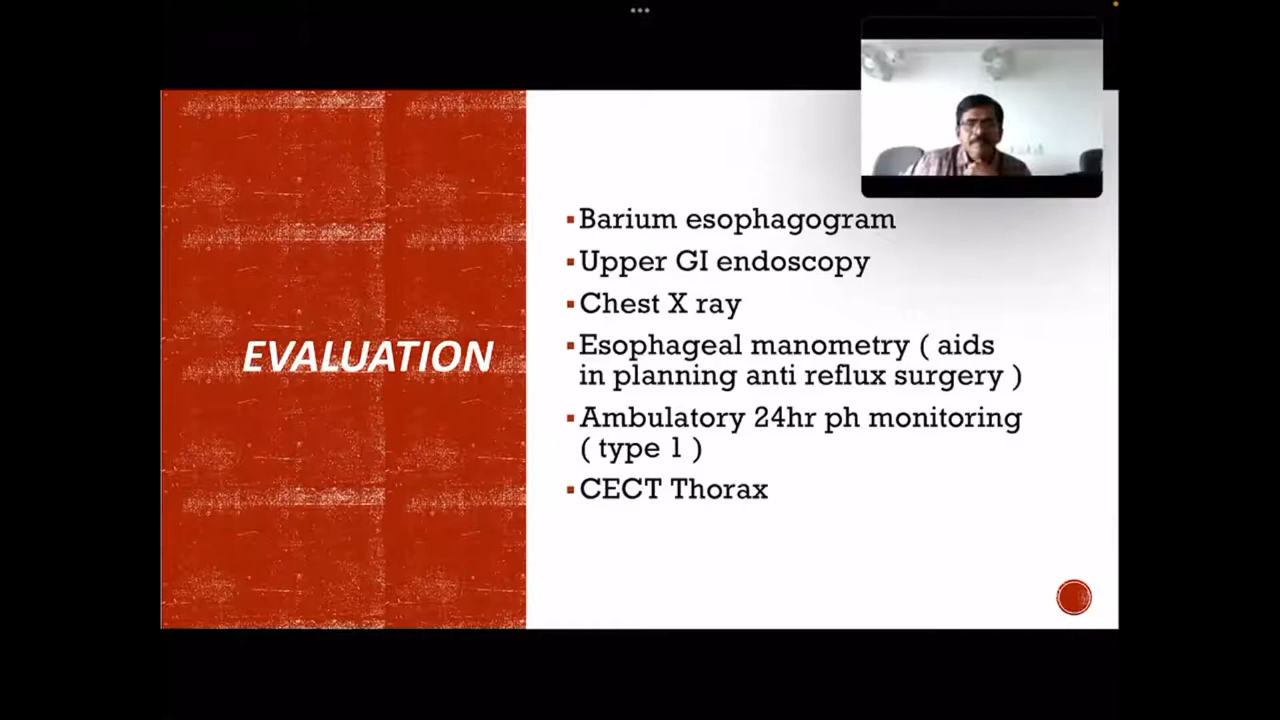 EVALUATION
▪Barium esophagogram
▪Upper GI endoscopy
▪Chest X ray
▪Esophageal manometry ( aids
in planning anti reflux surgery )
▪Ambulatory 24hr ph monitoring
( type 1 )
▪CECT Thorax